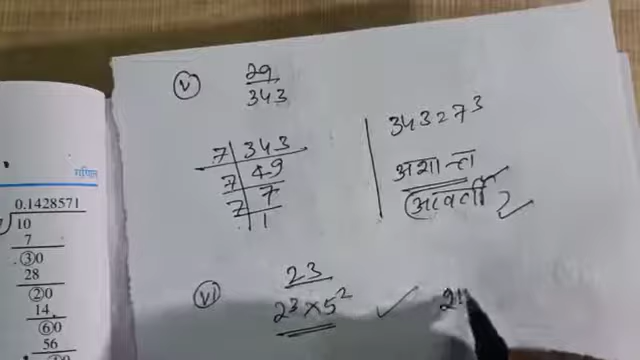 (v) 29/343
7 | 343
7 | 49
7 | 7
1
343 = 7³
अशान्त
(आवर्ती)
(vi) 23/2³×5² ✓
गणित
0.1428571
10
7
③0
28
②0
14
⑥0
56